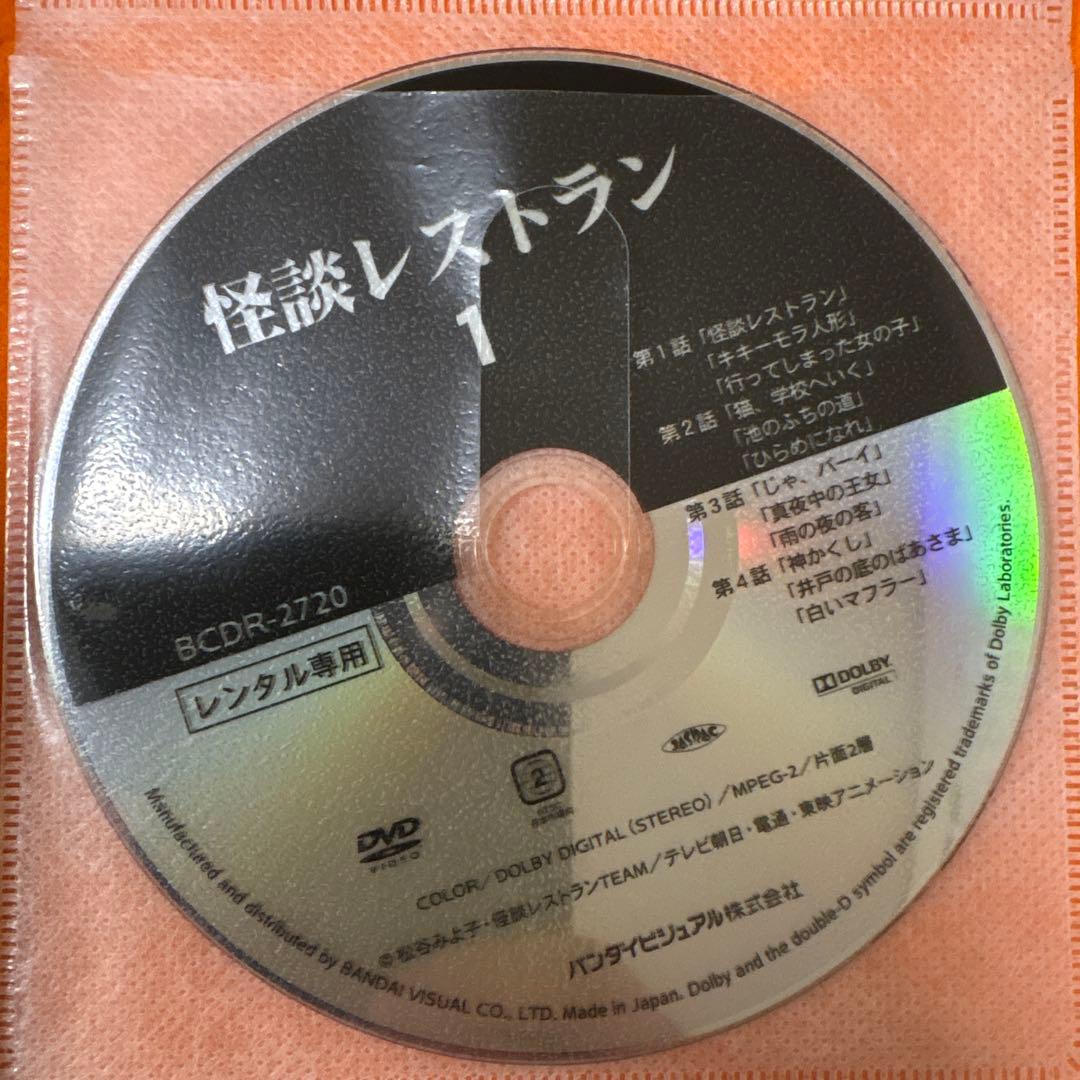 怪談レストラン
1
第1話「怪談レストラン」
「キキーモラ人形」
「行ってしまった女の子」
第2話「猫、学校へいく」
「池のふちの道」
「ひらめになれ」
第3話「じゃ、バーイ」
「真夜中の王女」
「雨の夜の客」
第4話「神かくし」
「井戸の底のばあさま」
「白いマフラー」
BCDR-2720
レンタル専用
DOLBY
DIGITAL
2
DVD
VIDEO
COLOR/DOLBY DIGITAL (STEREO)/MPEG-2/片面2層
©松谷みよ子・怪談レストランTEAM/テレビ朝日・電通・東映アニメーション
バンダイビジュアル株式会社
Manufactured and distributed by BANDAI VISUAL CO., LTD. Made in Japan. Dolby and the double-D symbol are registered trademarks of Dolby Laboratories.